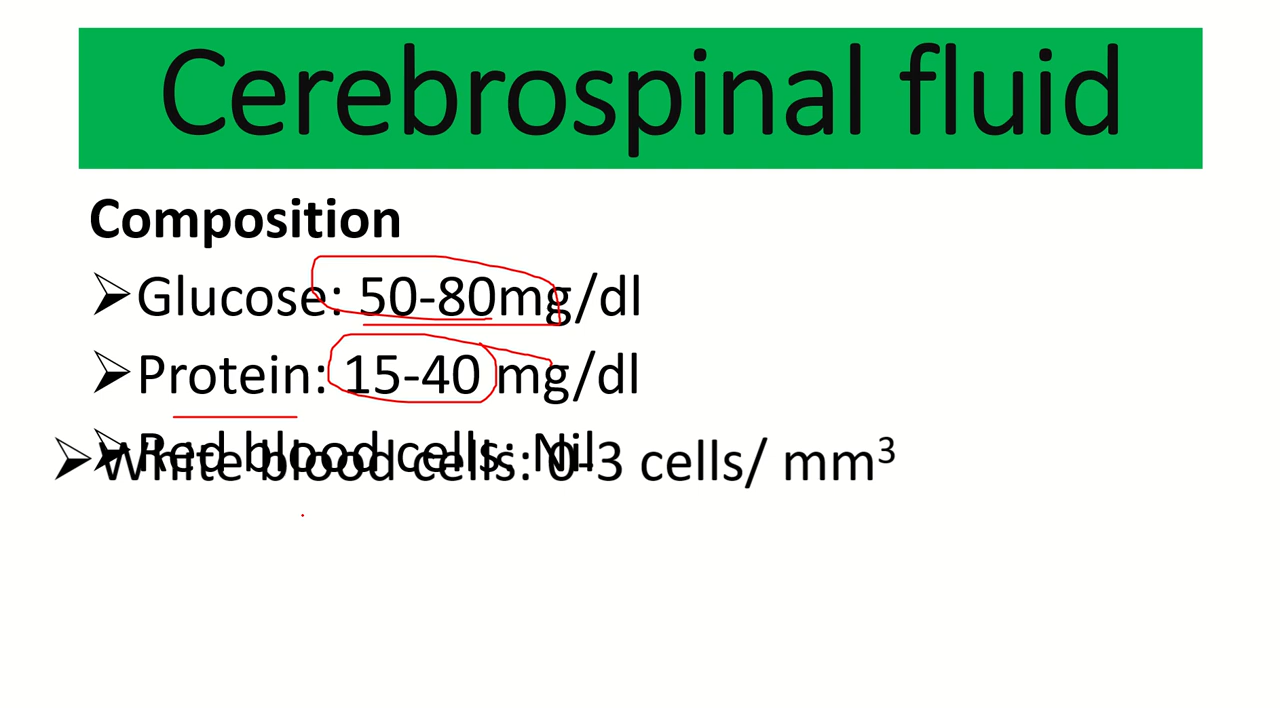 Cerebrospinal fluid
Composition
Glucose: 50-80mg/dl
Protein: 15-40 mg/dl
Red blood cells: Nil
White blood cells: 0-3 cells/ mm³